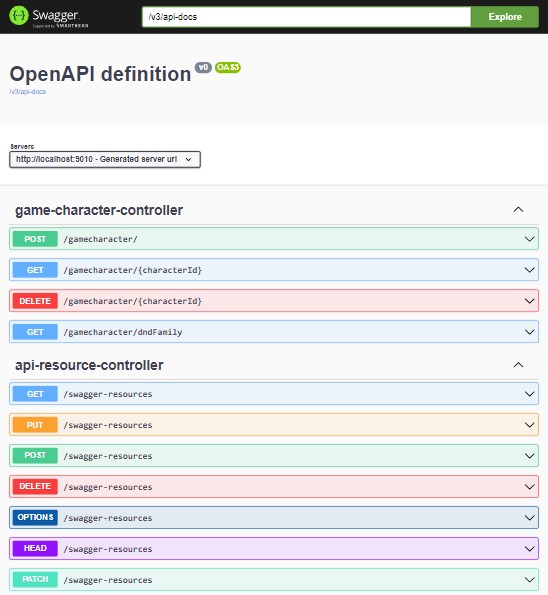 Swagger.
Supported by SMARTBEAR
/v3/api-docs
Explore
OpenAPI definition v0 OAS3
/v3/api-docs
Servers
http://localhost:9010 - Generated server url
game-character-controller
POST /gamecharacter/
GET /gamecharacter/{characterId}
DELETE /gamecharacter/{characterId}
GET /gamecharacter/dndFamily
api-resource-controller
GET /swagger-resources
PUT /swagger-resources
POST /swagger-resources
DELETE /swagger-resources
OPTIONS /swagger-resources
HEAD /swagger-resources
PATCH /swagger-resources